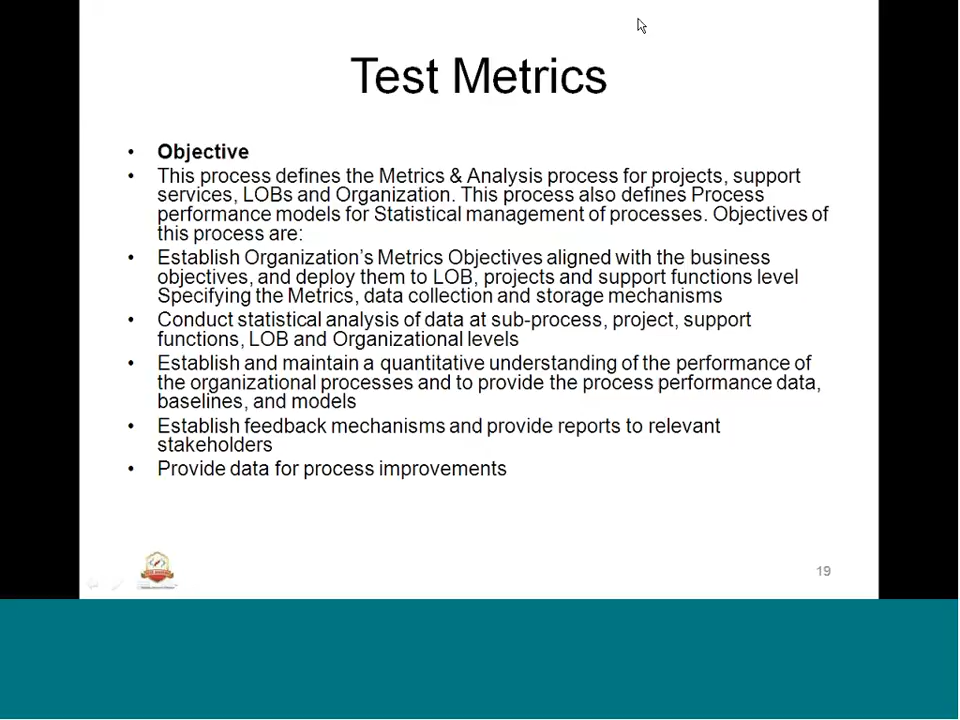 Test Metrics
• Objective
• This process defines the Metrics & Analysis process for projects, support
services, LOBs and Organization. This process also defines Process
performance models for Statistical management of processes. Objectives of
this process are:
• Establish Organization’s Metrics Objectives aligned with the business
objectives, and deploy them to LOB, projects and support functions level
Specifying the Metrics, data collection and storage mechanisms
• Conduct statistical analysis of data at sub-process, project, support
functions, LOB and Organizational levels
• Establish and maintain a quantitative understanding of the performance of
the organizational processes and to provide the process performance data,
baselines, and models
• Establish feedback mechanisms and provide reports to relevant
stakeholders
• Provide data for process improvements
19